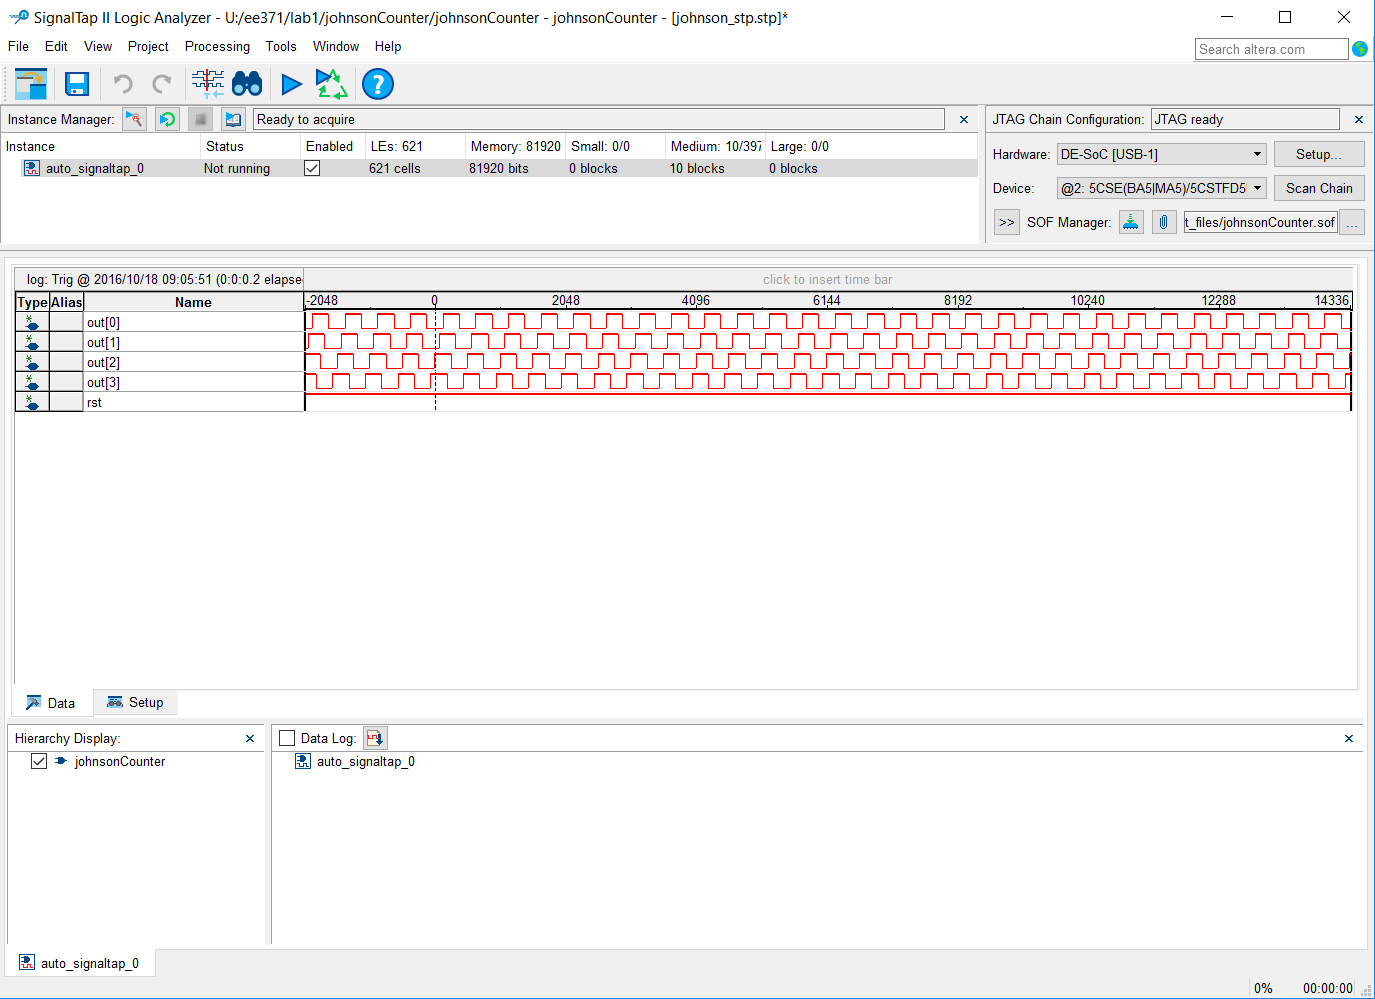 SignalTap II Logic Analyzer - U:/ee371/lab1/johnsonCounter/johnsonCounter - johnsonCounter - [johnson_stp.stp]*
File Edit View Project Processing Tools Window Help
Search altera.com
Instance Manager: Ready to acquire
Instance Status Enabled LEs: 621 Memory: 81920 Small: 0/0 Medium: 10/397 Large: 0/0
auto_signaltap_0 Not running 621 cells 81920 bits 0 blocks 10 blocks 0 blocks
JTAG Chain Configuration: JTAG ready
Hardware: DE-SoC [USB-1] Setup...
Device: @2: 5CSE(BA5|MA5)/5CSTFD5 Scan Chain
>> SOF Manager: t_files/johnsonCounter.sof ...
log: Trig @ 2016/10/18 09:05:51 (0:0:0.2 elapse click to insert time bar
Type Alias Name -2048 0 2048 4096 6144 8192 10240 12288 14336
out[0]
out[1]
out[2]
out[3]
rst
Data Setup
Hierarchy Display:
johnsonCounter
Data Log:
auto_signaltap_0
auto_signaltap_0
0% 00:00:00